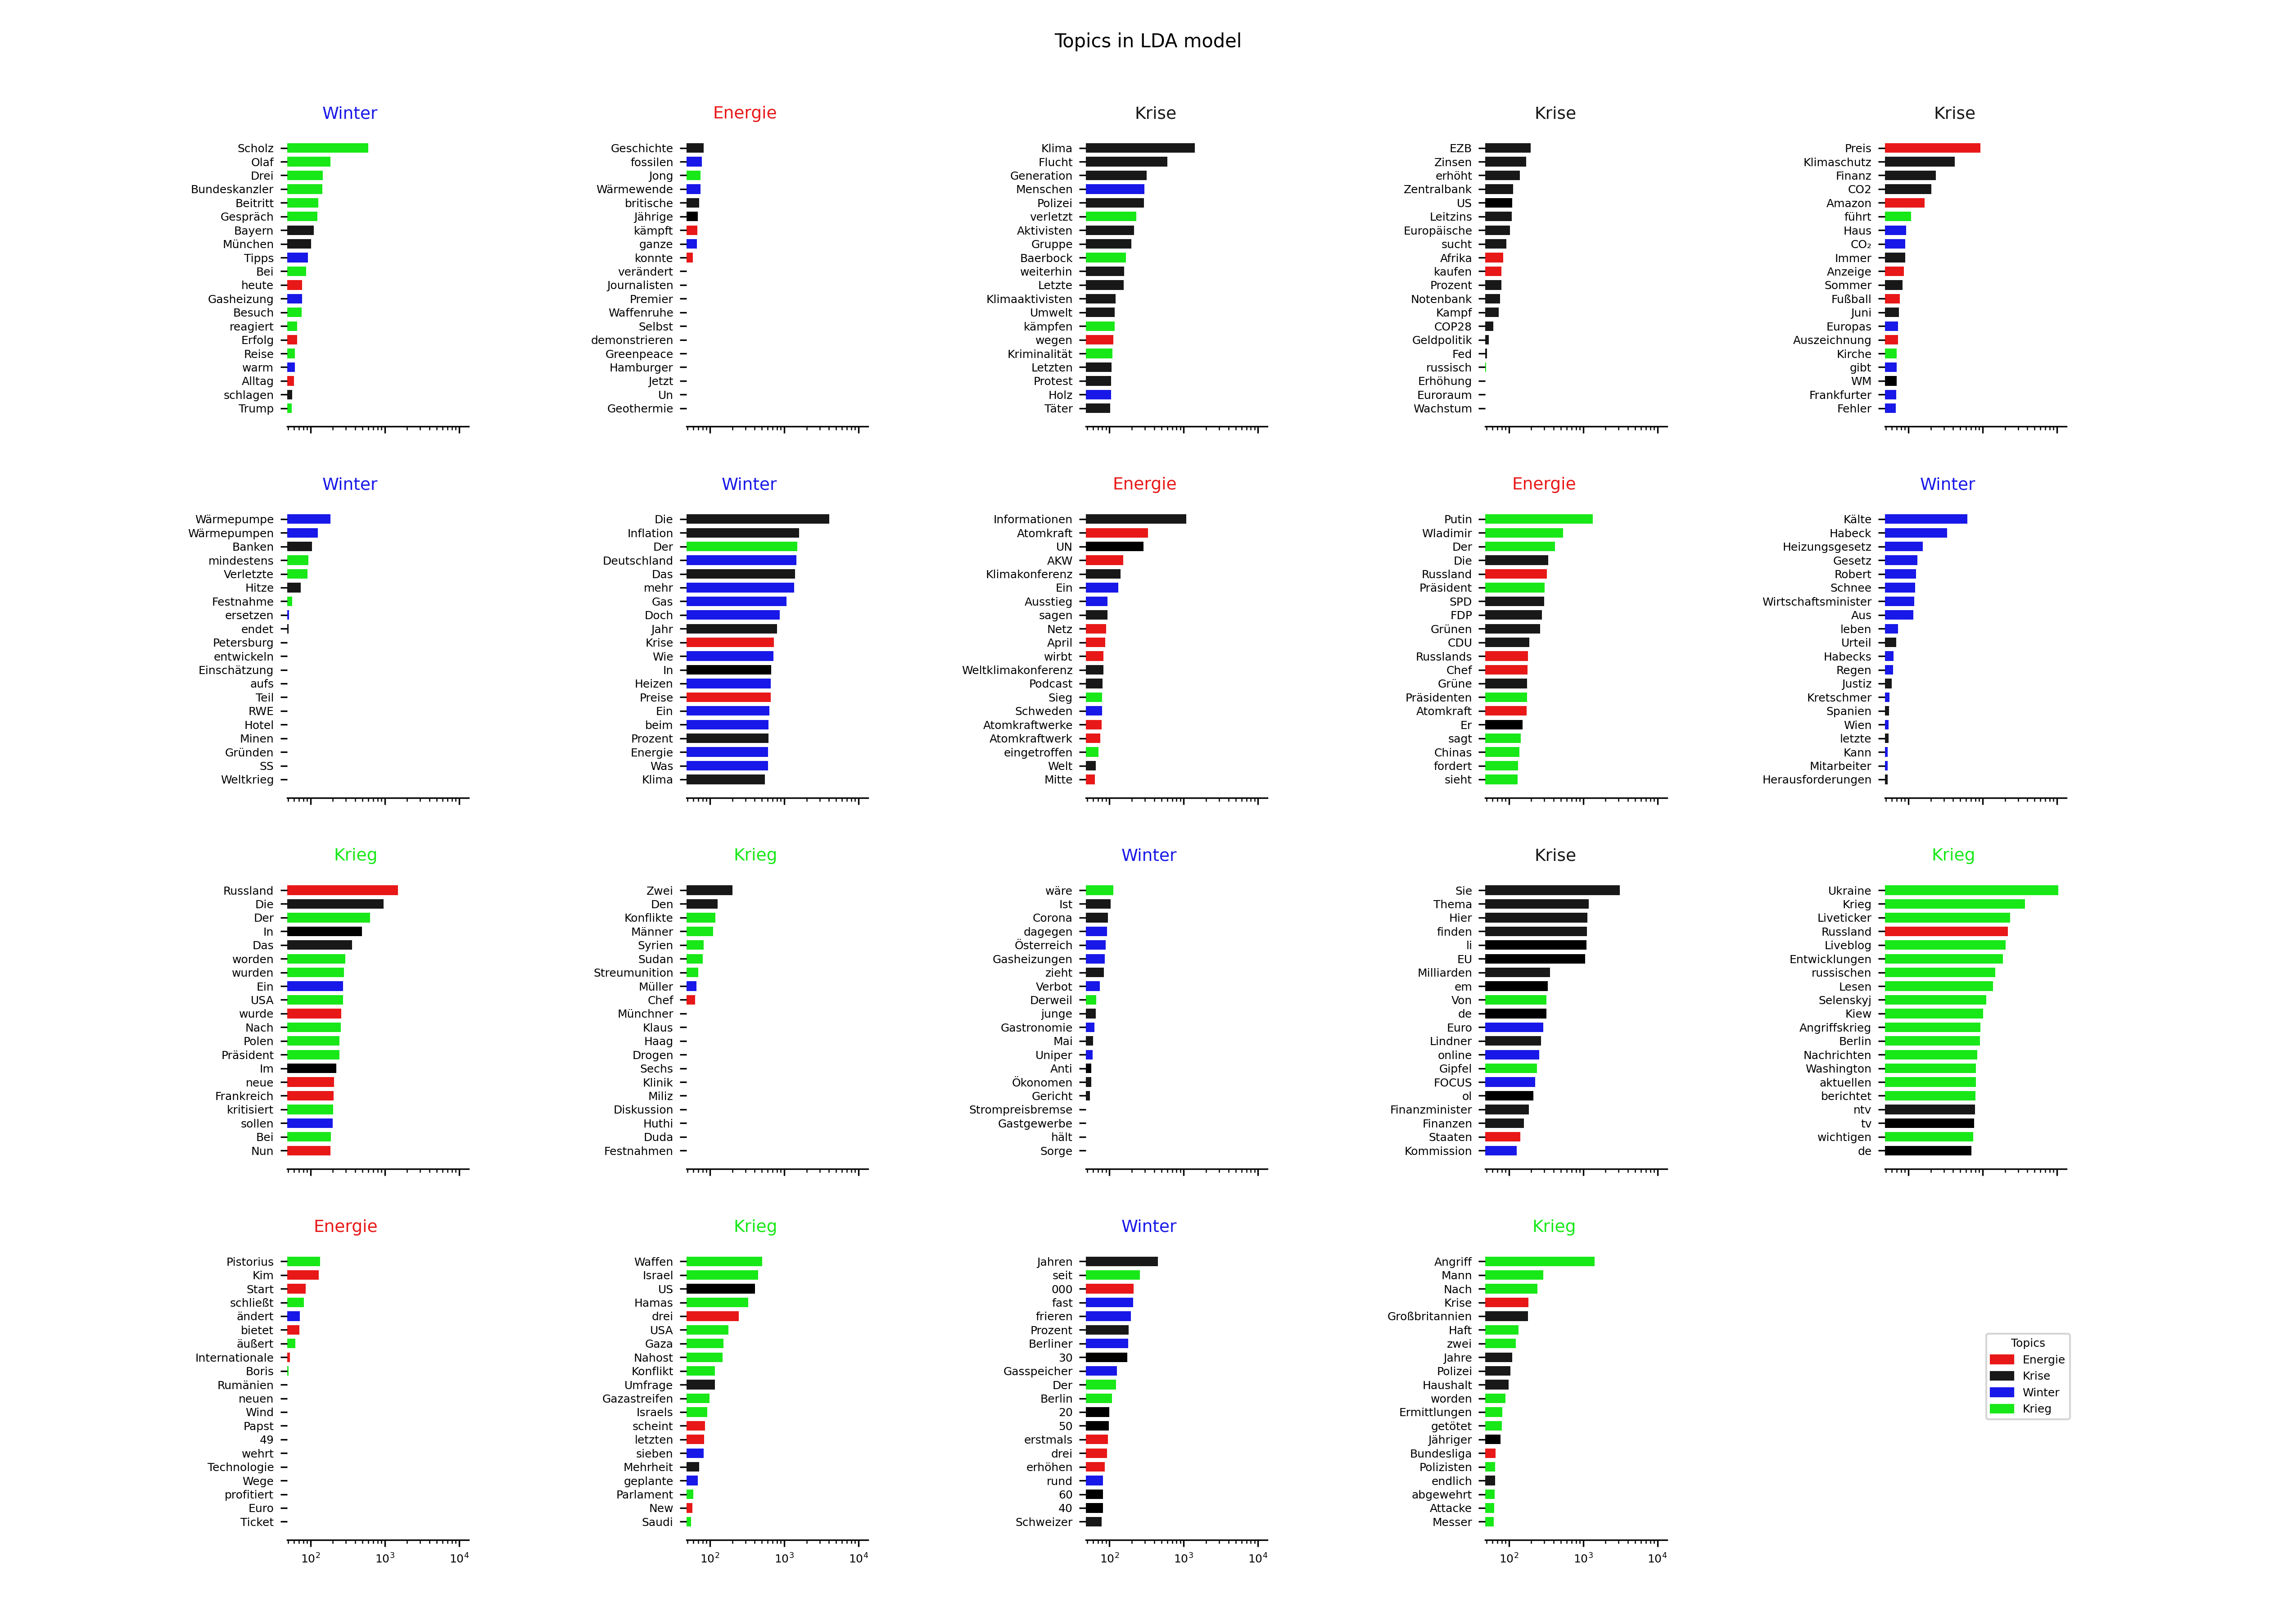 Topics in LDA model
Winter
Scholz
Olaf
Drei
Bundeskanzler
Beitritt
Gespräch
Bayern
München
Tipps
Bei
heute
Gasheizung
Besuch
reagiert
Erfolg
Reise
warm
Alltag
schlagen
Trump
Energie
Geschichte
fossilen
Jong
Wärmewende
britische
Jährige
kämpft
ganze
konnte
verändert
Journalisten
Premier
Waffenruhe
Selbst
demonstrieren
Greenpeace
Hamburger
Jetzt
Un
Geothermie
Krise
Klima
Flucht
Generation
Menschen
Polizei
verletzt
Aktivisten
Gruppe
Baerbock
weiterhin
Letzte
Klimaaktivisten
Umwelt
kämpfen
wegen
Kriminalität
Letzten
Protest
Holz
Täter
Krise
EZB
Zinsen
erhöht
Zentralbank
US
Leitzins
Europäische
sucht
Afrika
kaufen
Prozent
Notenbank
Kampf
COP28
Geldpolitik
Fed
russisch
Erhöhung
Euroraum
Wachstum
Krise
Preis
Klimaschutz
Finanz
CO2
Amazon
führt
Haus
CO₂
Immer
Anzeige
Sommer
Fußball
Juni
Europas
Auszeichnung
Kirche
gibt
WM
Frankfurter
Fehler
Winter
Wärmepumpe
Wärmepumpen
Banken
mindestens
Verletzte
Hitze
Festnahme
ersetzen
endet
Petersburg
entwickeln
Einschätzung
aufs
Teil
RWE
Hotel
Minen
Gründen
SS
Weltkrieg
Winter
Die
Inflation
Der
Deutschland
Das
mehr
Gas
Doch
Jahr
Krise
Wie
In
Heizen
Preise
Ein
beim
Prozent
Energie
Was
Klima
Energie
Informationen
Atomkraft
UN
AKW
Klimakonferenz
Ein
Ausstieg
sagen
Netz
April
wirbt
Weltklimakonferenz
Podcast
Sieg
Schweden
Atomkraftwerke
Atomkraftwerk
eingetroffen
Welt
Mitte
Energie
Putin
Wladimir
Der
Die
Russland
Präsident
SPD
FDP
Grünen
CDU
Russlands
Chef
Grüne
Präsidenten
Atomkraft
Er
sagt
Chinas
fordert
sieht
Winter
Kälte
Habeck
Heizungsgesetz
Gesetz
Robert
Schnee
Wirtschaftsminister
Aus
leben
Urteil
Habecks
Regen
Justiz
Kretschmer
Spanien
Wien
letzte
Kann
Mitarbeiter
Herausforderungen
Krieg
Russland
Die
Der
In
Das
worden
wurden
Ein
USA
wurde
Nach
Polen
Präsident
Im
neue
Frankreich
kritisiert
sollen
Bei
Nun
Krieg
Zwei
Den
Konflikte
Männer
Syrien
Sudan
Streumunition
Müller
Chef
Münchner
Klaus
Haag
Drogen
Sechs
Klinik
Miliz
Diskussion
Huthi
Duda
Festnahmen
Winter
wäre
Ist
Corona
dagegen
Österreich
Gasheizungen
zieht
Verbot
Derweil
junge
Gastronomie
Mai
Uniper
Anti
Ökonomen
Gericht
Strompreisbremse
Gastgewerbe
hält
Sorge
Krise
Sie
Thema
Hier
finden
li
EU
Milliarden
em
Von
de
Euro
Lindner
online
Gipfel
FOCUS
ol
Finanzminister
Finanzen
Staaten
Kommission
Krieg
Ukraine
Krieg
Liveticker
Russland
Liveblog
Entwicklungen
russischen
Lesen
Selenskyj
Kiew
Angriffskrieg
Berlin
Nachrichten
Washington
aktuellen
berichtet
ntv
tv
wichtigen
de
Energie
Pistorius
Kim
Start
schließt
ändert
bietet
äußert
Internationale
Boris
Rumänien
neuen
Wind
Papst
49
wehrt
Technologie
Wege
profitiert
Euro
Ticket
10² 10³ 10⁴
Krieg
Waffen
Israel
US
Hamas
drei
USA
Gaza
Nahost
Konflikt
Umfrage
Gazastreifen
Israels
scheint
letzten
sieben
Mehrheit
geplante
Parlament
New
Saudi
10² 10³ 10⁴
Winter
Jahren
seit
000
fast
frieren
Prozent
Berliner
30
Gasspeicher
Der
Berlin
20
50
erstmals
drei
erhöhen
rund
60
40
Schweizer
10² 10³ 10⁴
Krieg
Angriff
Mann
Nach
Krise
Großbritannien
Haft
zwei
Jahre
Polizei
Haushalt
worden
Ermittlungen
getötet
Jähriger
Bundesliga
Polizisten
endlich
abgewehrt
Attacke
Messer
10² 10³ 10⁴
Topics
Energie
Krise
Winter
Krieg